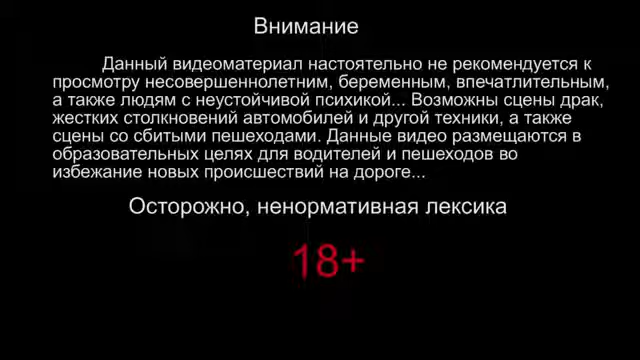 Внимание
Данный видеоматериал настоятельно не рекомендуется к
просмотру несовершеннолетним, беременным, впечатлительным,
а также людям с неустойчивой психикой... Возможны сцены драк,
жестких столкновений автомобилей и другой техники, а также
сцены со сбитыми пешеходами. Данные видео размещаются в
образовательных целях для водителей и пешеходов во
избежание новых происшествий на дороге...
Осторожно, ненормативная лексика
18+